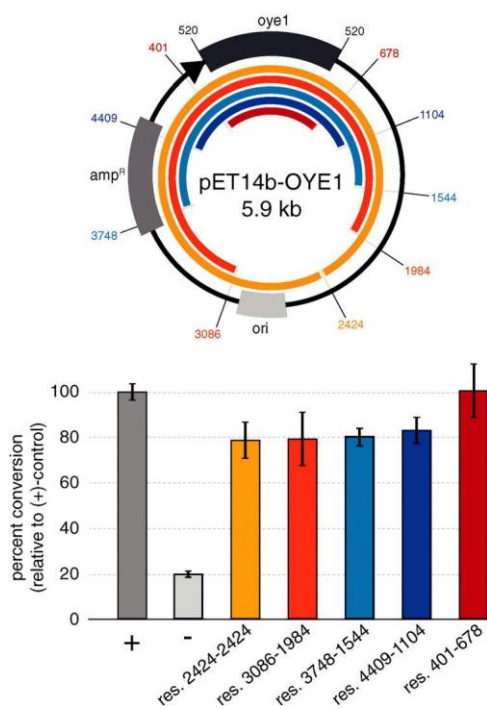 oye1
520
520
401
678
4409
1104
ampR
pET14b-OYE1
5.9 kb
1544
3748
1984
3086
ori
2424
percent conversion
(relative to (+)-control)
100
80
60
40
20
0
+
-
res. 2424-2424
res. 3086-1984
res. 3748-1544
res. 4409-1104
res. 401-678